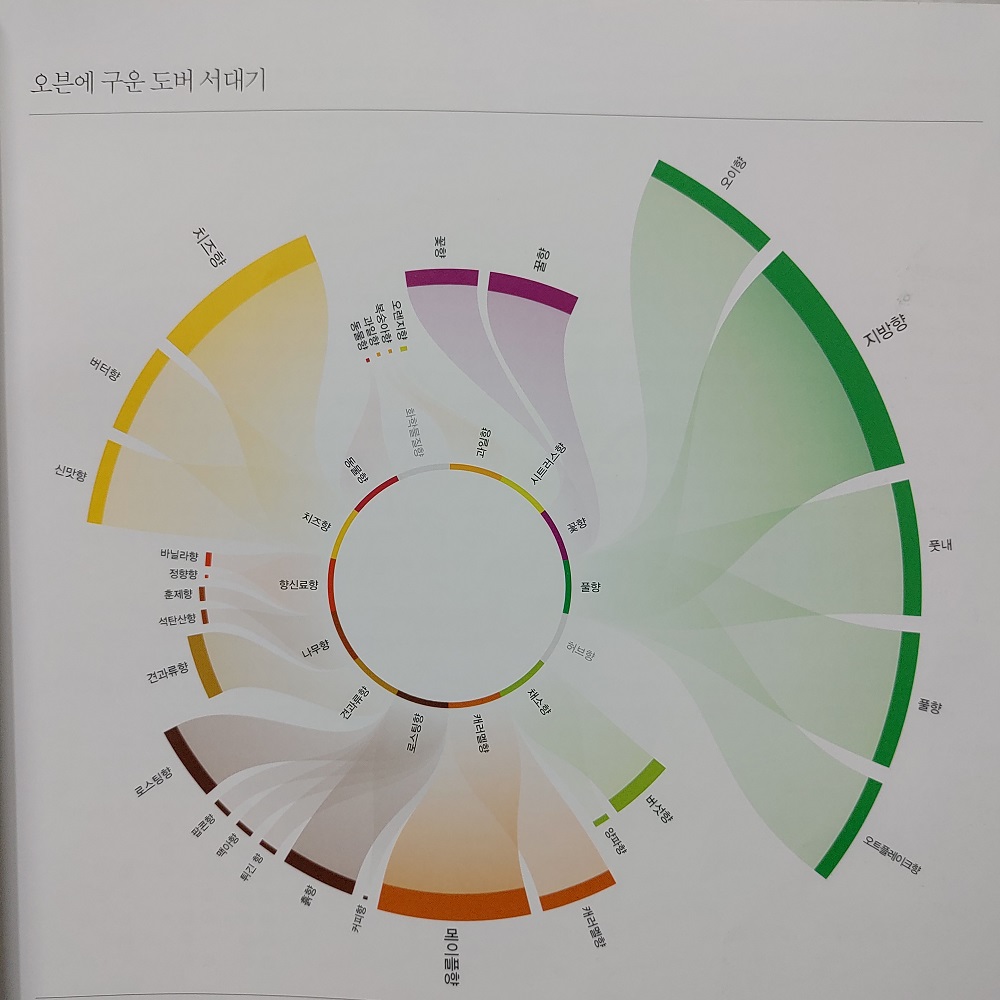 오븐에 구운 도버 서대기
오이향
지방향
풋내
풀향
오트플레이크향
버섯향
양파향
캐러멜향
메이플향
커피향
흙향
튀긴 향
맥아향
팝콘향
로스팅향
견과류향
석탄산향
훈제향
정향향
바닐라향
신맛향
버터향
치즈향
동물향
과일향
복숭아향
오렌지향
꽃향
꿀향
화학물질향
과일향
시트러스향
꽃향
풀향
허브향
채소향
캐러멜향
로스팅향
견과류향
나무향
향신료향
치즈향
동물향